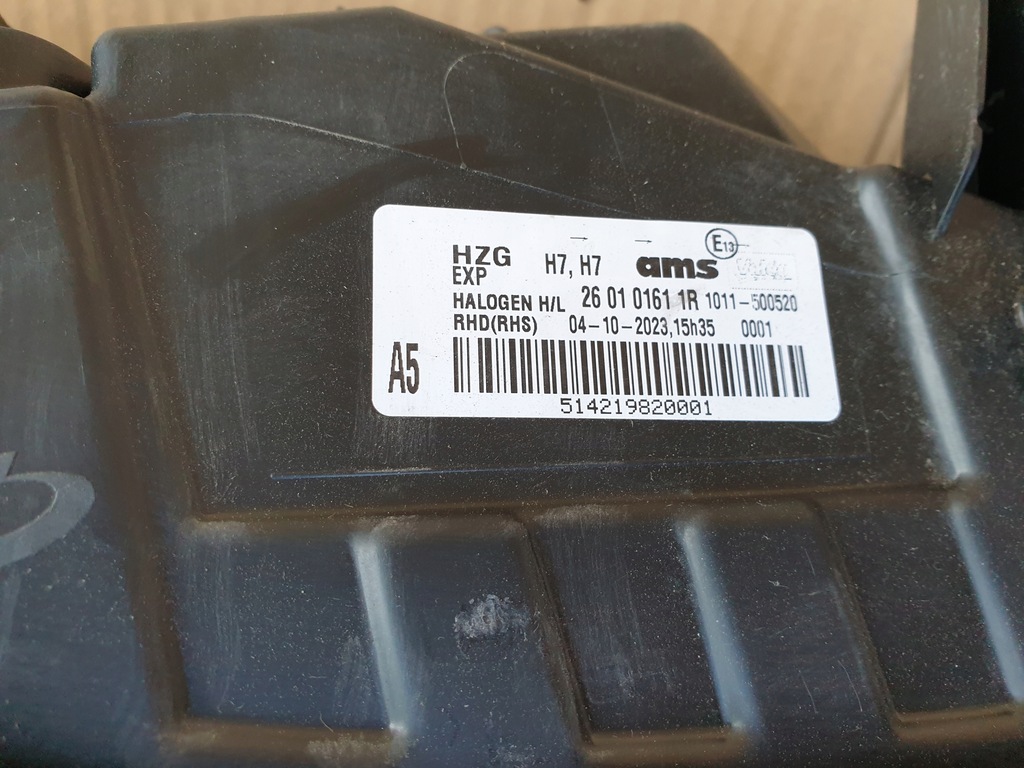 HZG H7, H7 ams E13
EXP
HALOGEN H/L 26 01 0161 1R 1011-500520
RHD(RHS) 04-10-2023,15h35 0001
A5
514219820001